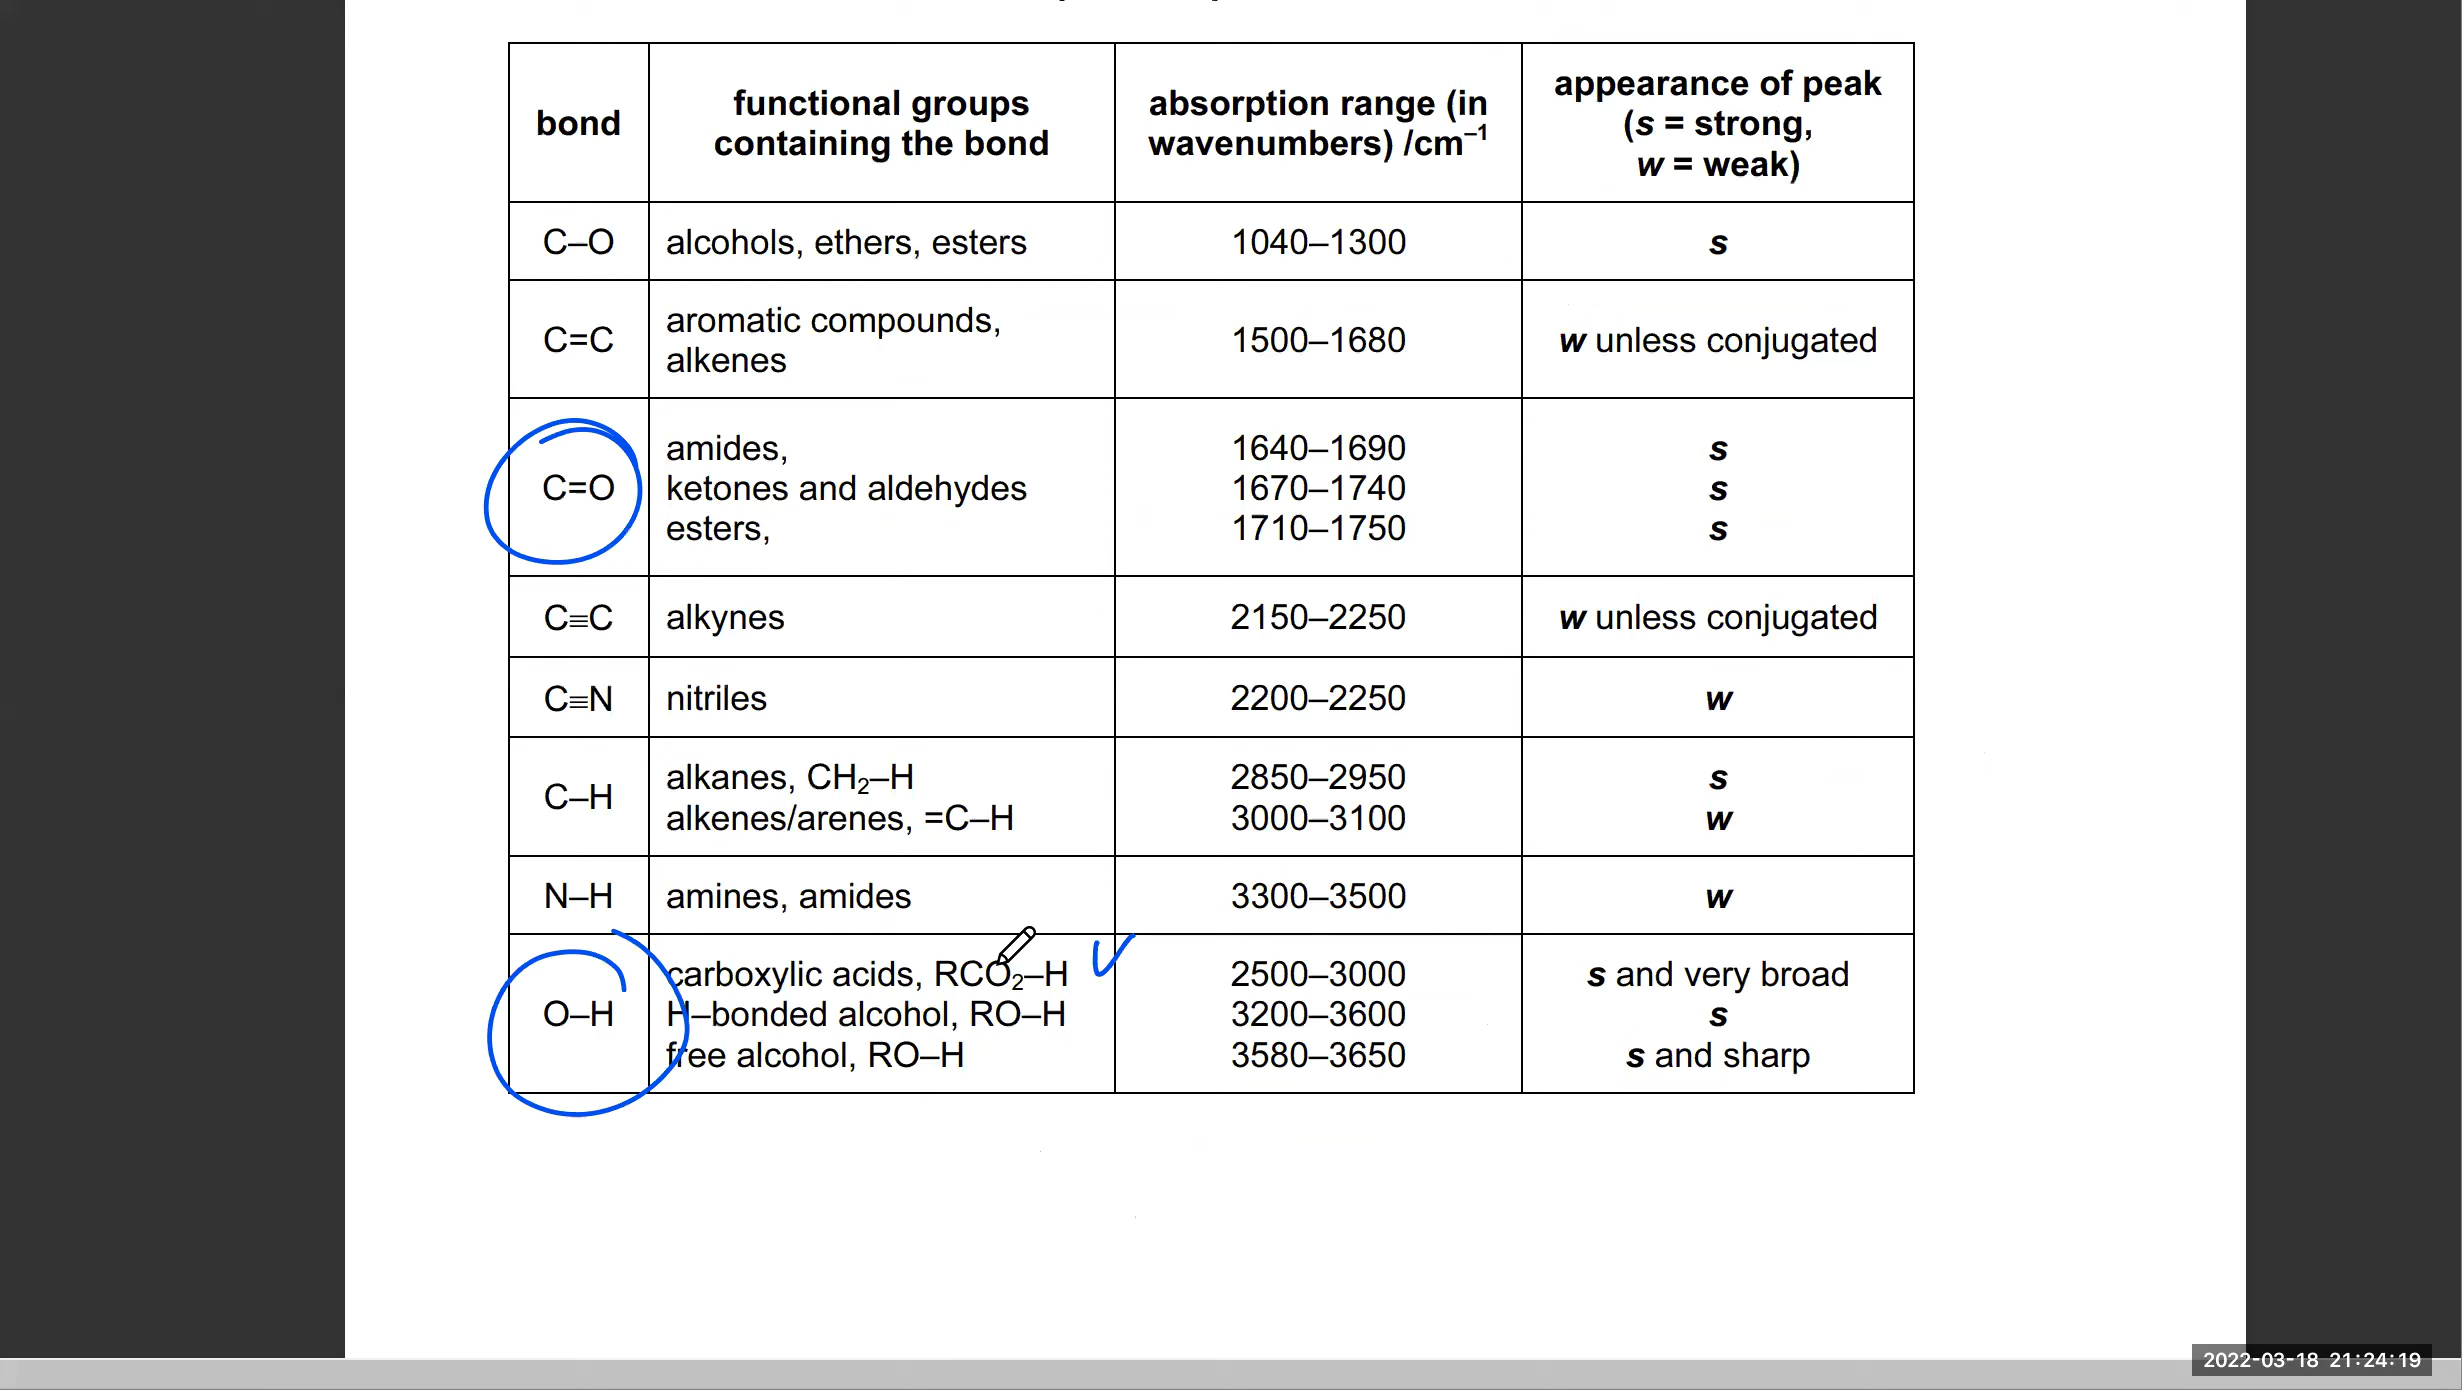 bond
functional groups
containing the bond
absorption range (in
wavenumbers) /cm⁻¹
appearance of peak
(s = strong,
w = weak)
C–O
alcohols, ethers, esters
1040–1300
s
C=C
aromatic compounds,
alkenes
1500–1680
w unless conjugated
C=O
amides,
ketones and aldehydes
esters,
1640–1690
1670–1740
1710–1750
s
s
s
C≡C
alkynes
2150–2250
w unless conjugated
C≡N
nitriles
2200–2250
w
C–H
alkanes, CH₂–H
alkenes/arenes, =C–H
2850–2950
3000–3100
s
w
N–H
amines, amides
3300–3500
w
O–H
carboxylic acids, RCO₂–H
H–bonded alcohol, RO–H
free alcohol, RO–H
2500–3000
3200–3600
3580–3650
s and very broad
s
s and sharp
2022-03-18 21:24:19